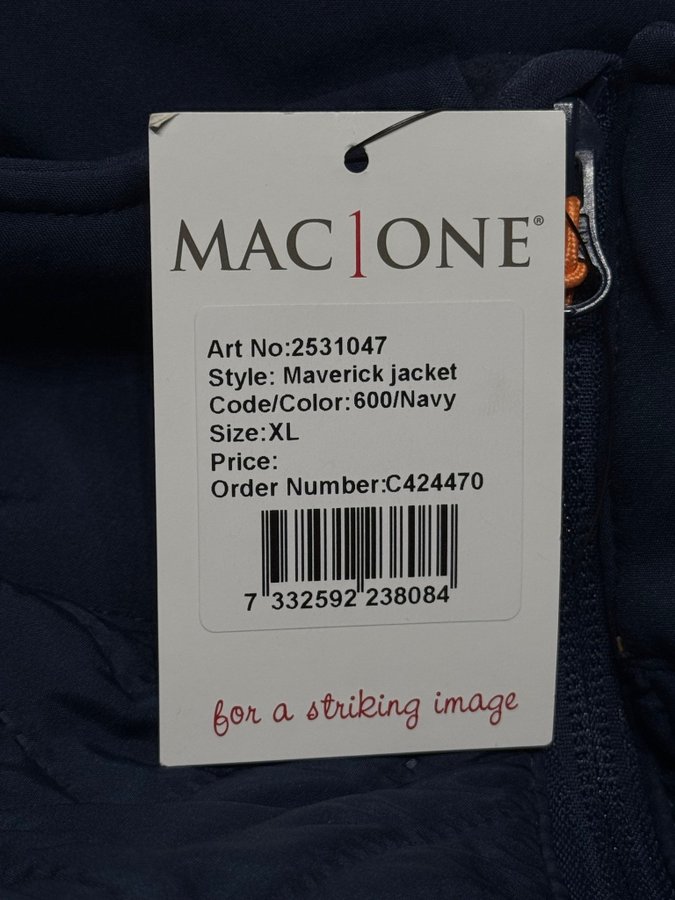 MAC1ONE®
Art No:2531047
Style: Maverick jacket
Code/Color:600/Navy
Size:XL
Price:
Order Number:C424470
7 332592 238084
for a striking image